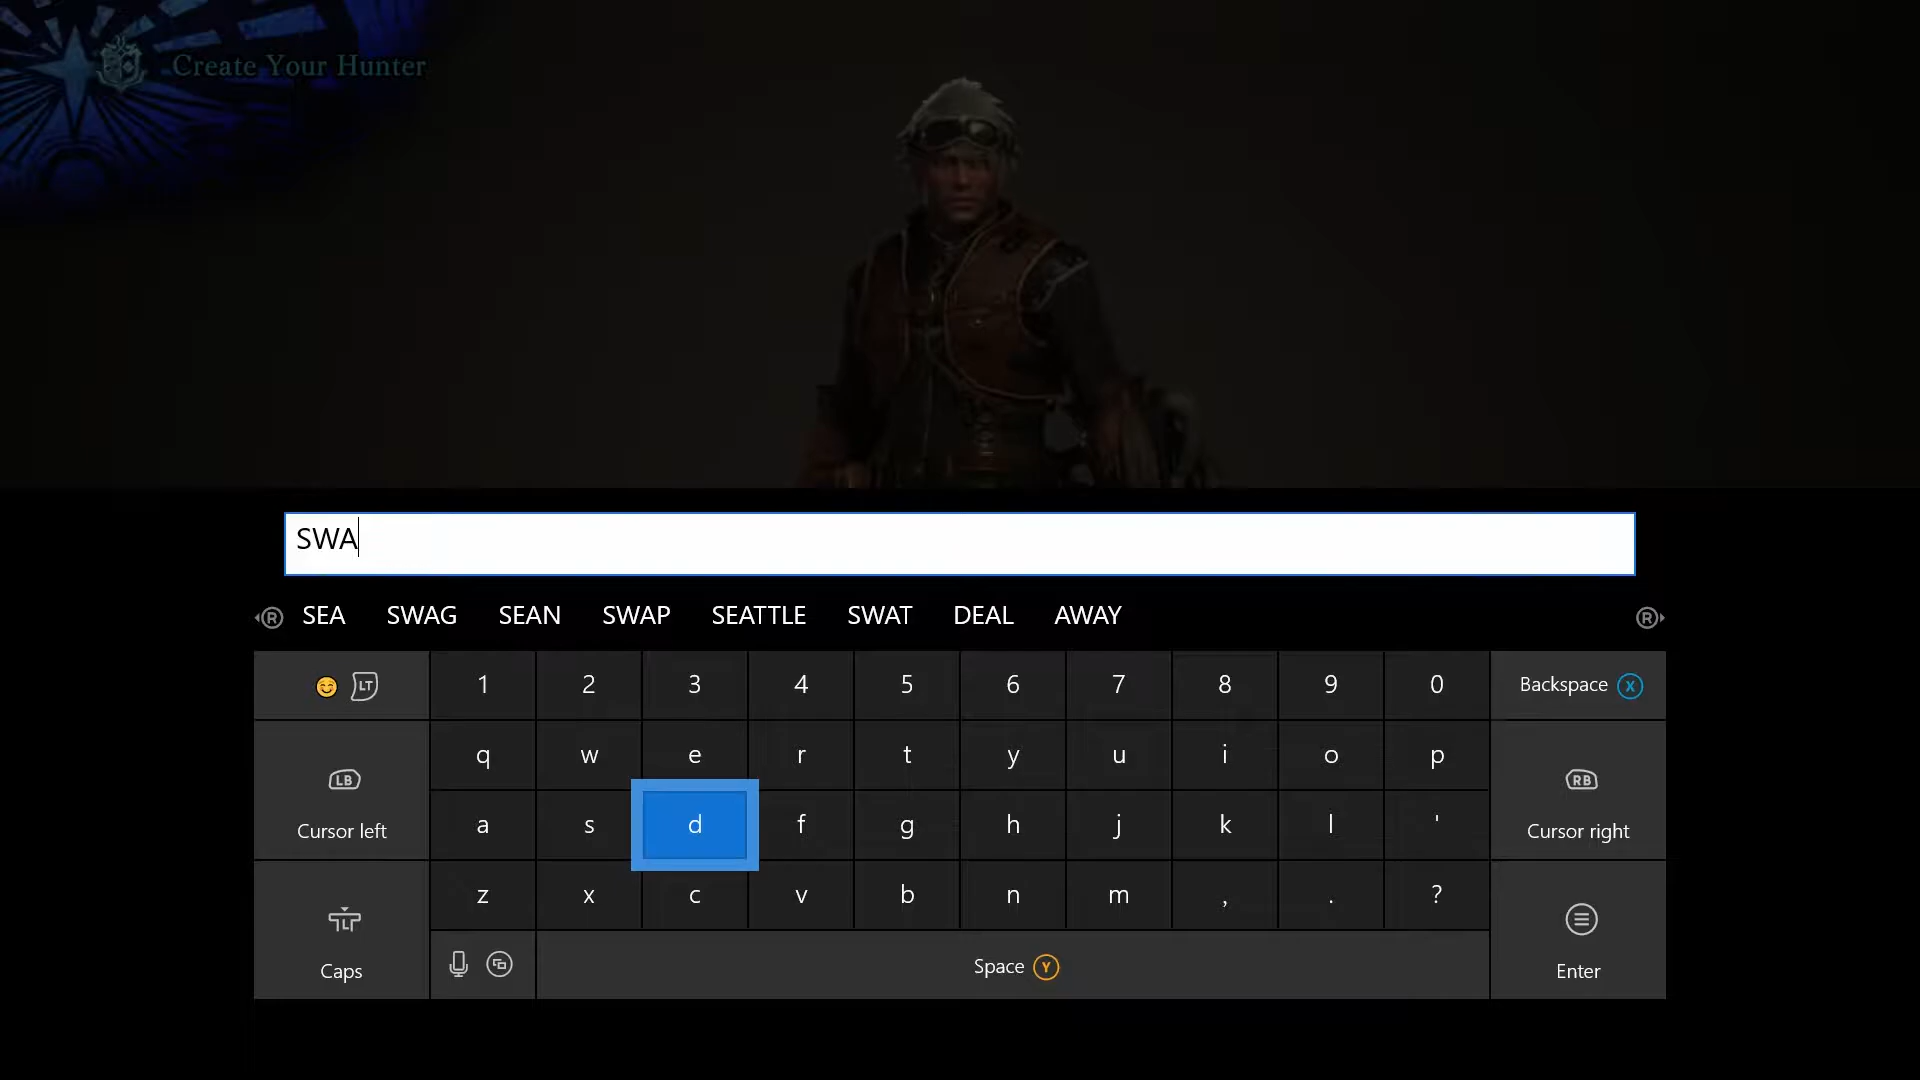 Create Your Hunter
SWA
R SEA SWAG SEAN SWAP SEATTLE SWAT DEAL AWAY R
LT 1 2 3 4 5 6 7 8 9 0 Backspace X
LB Cursor left q w e r t y u i o p RB Cursor right
a s d f g h j k l '
Caps z x c v b n m , . ? Enter
Space Y